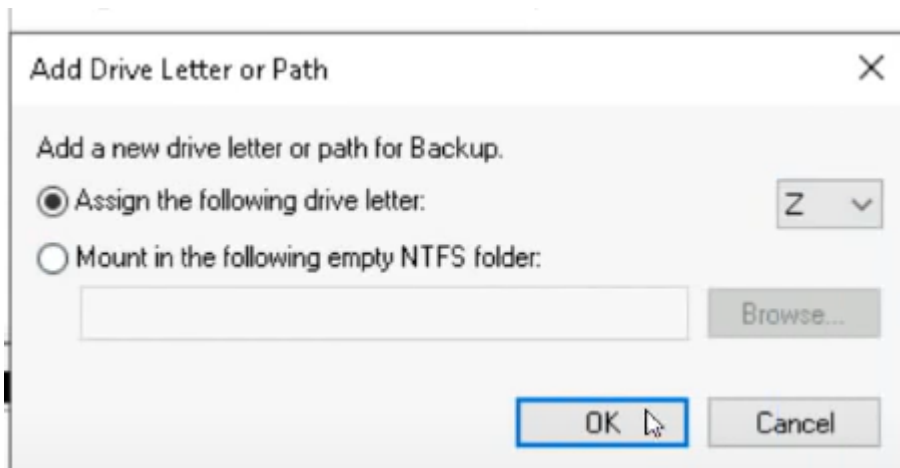 Add Drive Letter or Path
Add a new drive letter or path for Backup.
Assign the following drive letter:
Z
Mount in the following empty NTFS folder:
Browse...
OK
Cancel